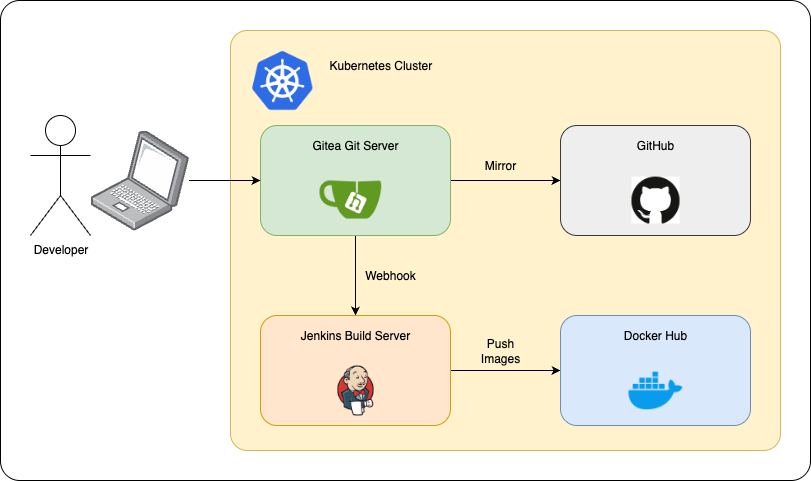 Kubernetes Cluster
Gitea Git Server
GitHub
Mirror
Developer
Webhook
Jenkins Build Server
Docker Hub
Push
Images